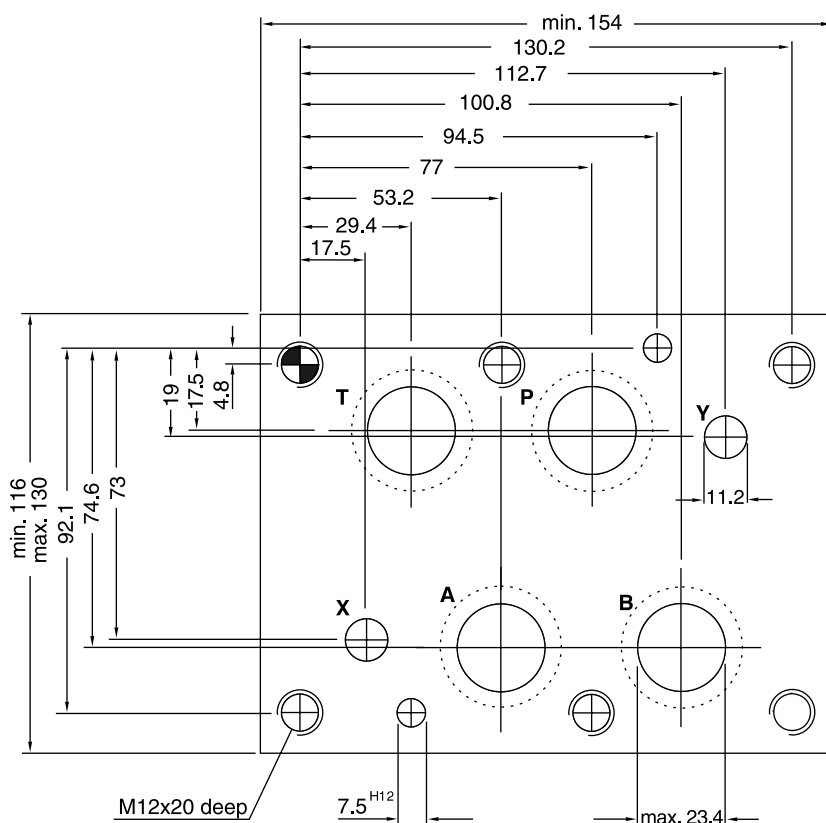 min. 154
130.2
112.7
100.8
94.5
77
53.2
29.4
17.5
min. 116
max. 130
92.1
74.6
73
19
17.5
4.8
T
P
Y
11.2
X
A
B
M12x20 deep
7.5 H12
max. 23.4